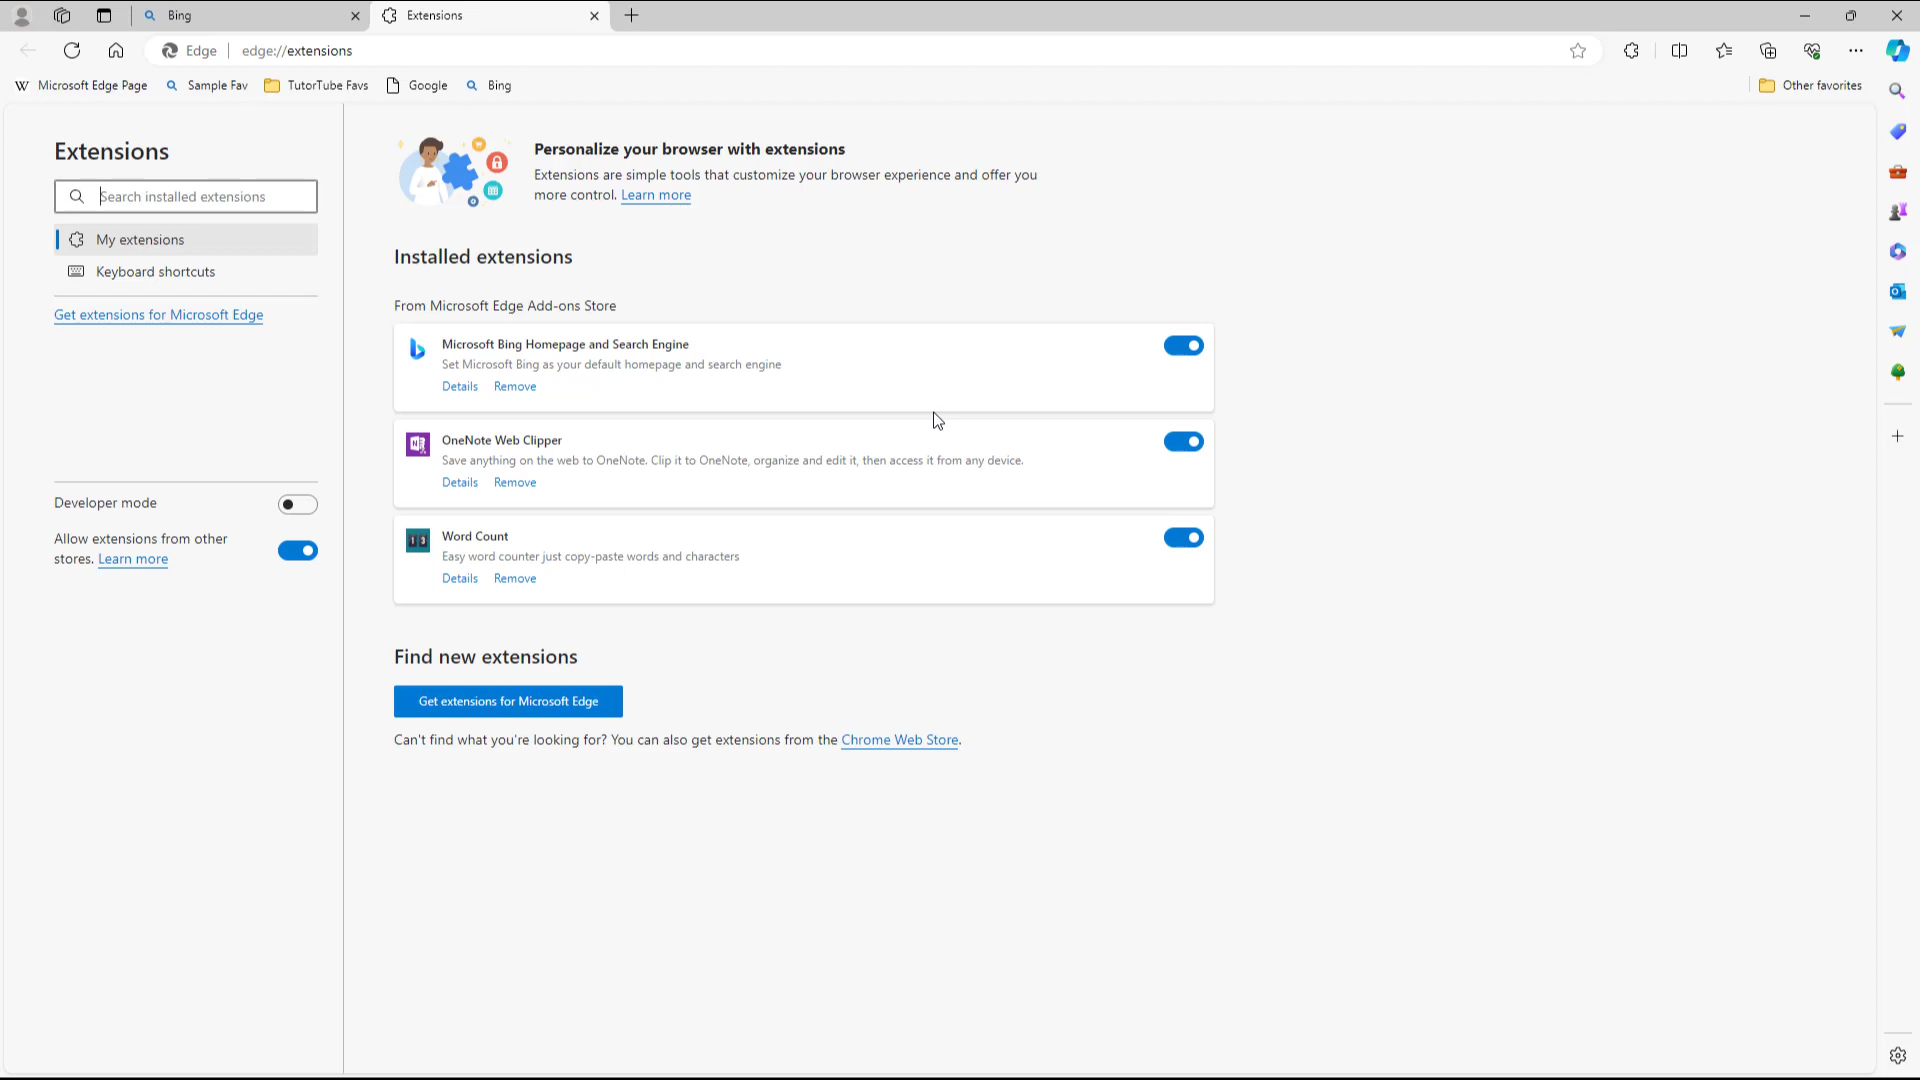 Bing
Extensions
Edge
edge://extensions
Microsoft Edge Page
Sample Fav
TutorTube Favs
Google
Bing
Other favorites
Extensions
Search installed extensions
My extensions
Keyboard shortcuts
Get extensions for Microsoft Edge
Developer mode
Allow extensions from other
stores. Learn more
Personalize your browser with extensions
Extensions are simple tools that customize your browser experience and offer you
more control. Learn more
Installed extensions
From Microsoft Edge Add-ons Store
Microsoft Bing Homepage and Search Engine
Set Microsoft Bing as your default homepage and search engine
Details Remove
OneNote Web Clipper
Save anything on the web to OneNote. Clip it to OneNote, organize and edit it, then access it from any device.
Details Remove
Word Count
Easy word counter just copy-paste words and characters
Details Remove
Find new extensions
Get extensions for Microsoft Edge
Can't find what you're looking for? You can also get extensions from the Chrome Web Store.